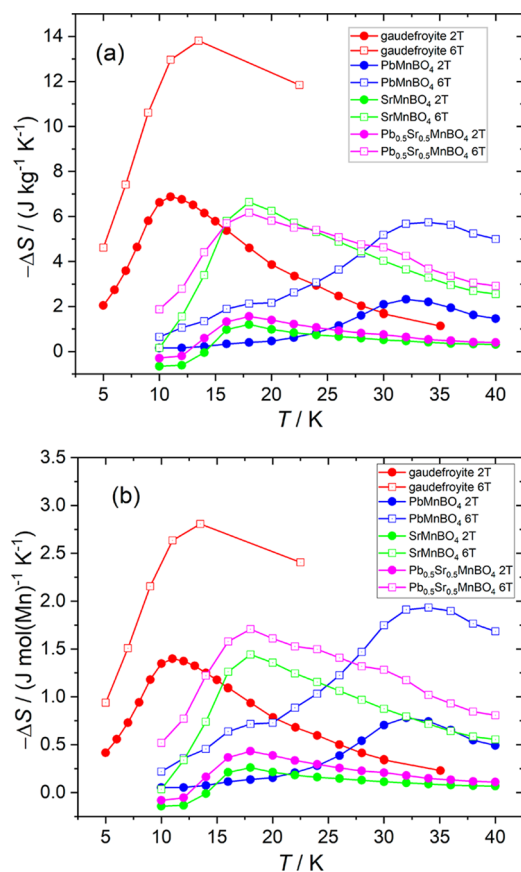 (a)
gaudefroyite 2T
gaudefroyite 6T
PbMnBO₄ 2T
PbMnBO₄ 6T
SrMnBO₄ 2T
SrMnBO₄ 6T
Pb₀.₅Sr₀.₅MnBO₄ 2T
Pb₀.₅Sr₀.₅MnBO₄ 6T
−ΔS / (J kg⁻¹ K⁻¹)
14
12
10
8
6
4
2
0
5 10 15 20 25 30 35 40
T / K
(b)
gaudefroyite 2T
gaudefroyite 6T
PbMnBO₄ 2T
PbMnBO₄ 6T
SrMnBO₄ 2T
SrMnBO₄ 6T
Pb₀.₅Sr₀.₅MnBO₄ 2T
Pb₀.₅Sr₀.₅MnBO₄ 6T
−ΔS / (J mol(Mn)⁻¹ K⁻¹)
3.5
3.0
2.5
2.0
1.5
1.0
0.5
0.0
5 10 15 20 25 30 35 40
T / K